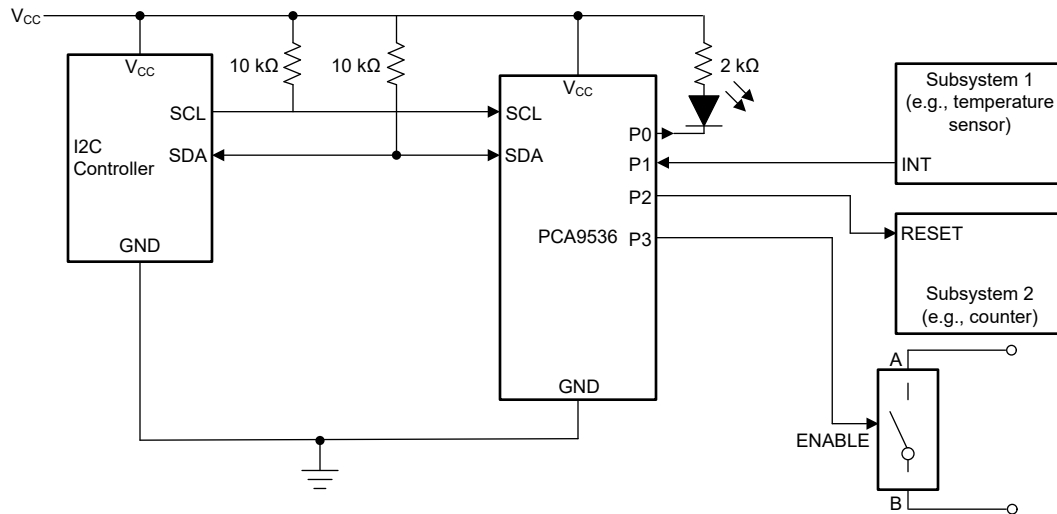 VCC
VCC
SCL
SDA
I2C
Controller
GND
10 kΩ
10 kΩ
VCC
SCL
SDA
PCA9536
P0
P1
P2
P3
GND
2 kΩ
Subsystem 1
(e.g., temperature
sensor)
INT
RESET
Subsystem 2
(e.g., counter)
A
ENABLE
B